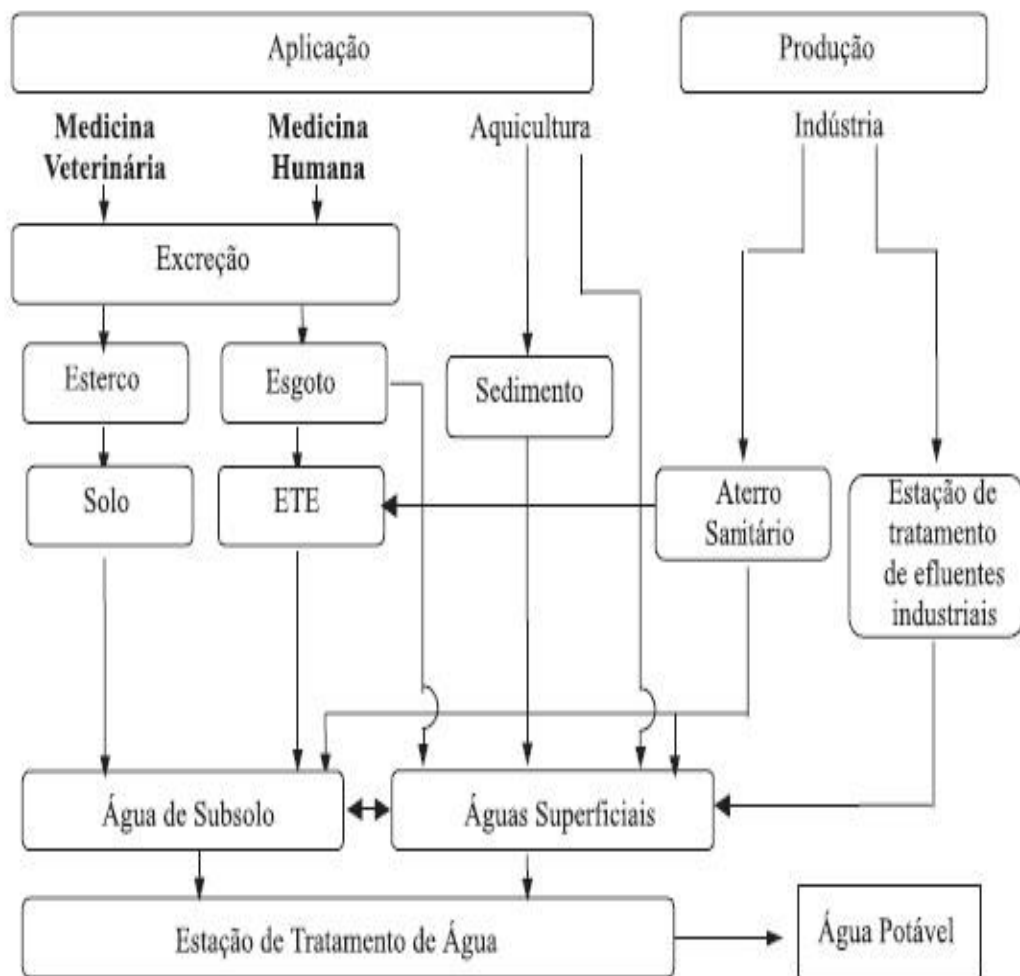 Aplicação
Produção
Medicina
Veterinária
Medicina
Humana
Aquicultura
Indústria
Excreção
Esterco
Esgoto
Sedimento
Solo
ETE
Aterro
Sanitário
Estação de
tratamento
de efluentes
industriais
Água de Subsolo
Águas Superficiais
Estação de Tratamento de Água
Água Potável